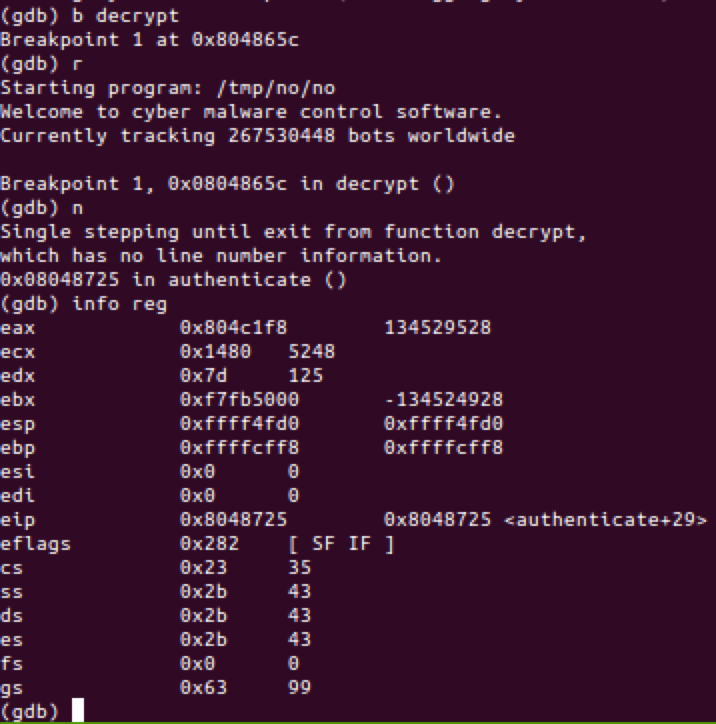 (gdb) b decrypt
Breakpoint 1 at 0x804865c
(gdb) r
Starting program: /tmp/no/no
Welcome to cyber malware control software.
Currently tracking 267530448 bots worldwide
Breakpoint 1, 0x0804865c in decrypt ()
(gdb) n
Single stepping until exit from function decrypt,
which has no line number information.
0x08048725 in authenticate ()
(gdb) info reg
eax 0x804c1f8 134529528
ecx 0x1480 5248
edx 0x7d 125
ebx 0xf7fb5000 -134524928
esp 0xffff4fd0 0xffff4fd0
ebp 0xffffcff8 0xffffcff8
esi 0x0 0
edi 0x0 0
eip 0x8048725 0x8048725 <authenticate+29>
eflags 0x282 [ SF IF ]
cs 0x23 35
ss 0x2b 43
ds 0x2b 43
es 0x2b 43
fs 0x0 0
gs 0x63 99
(gdb)